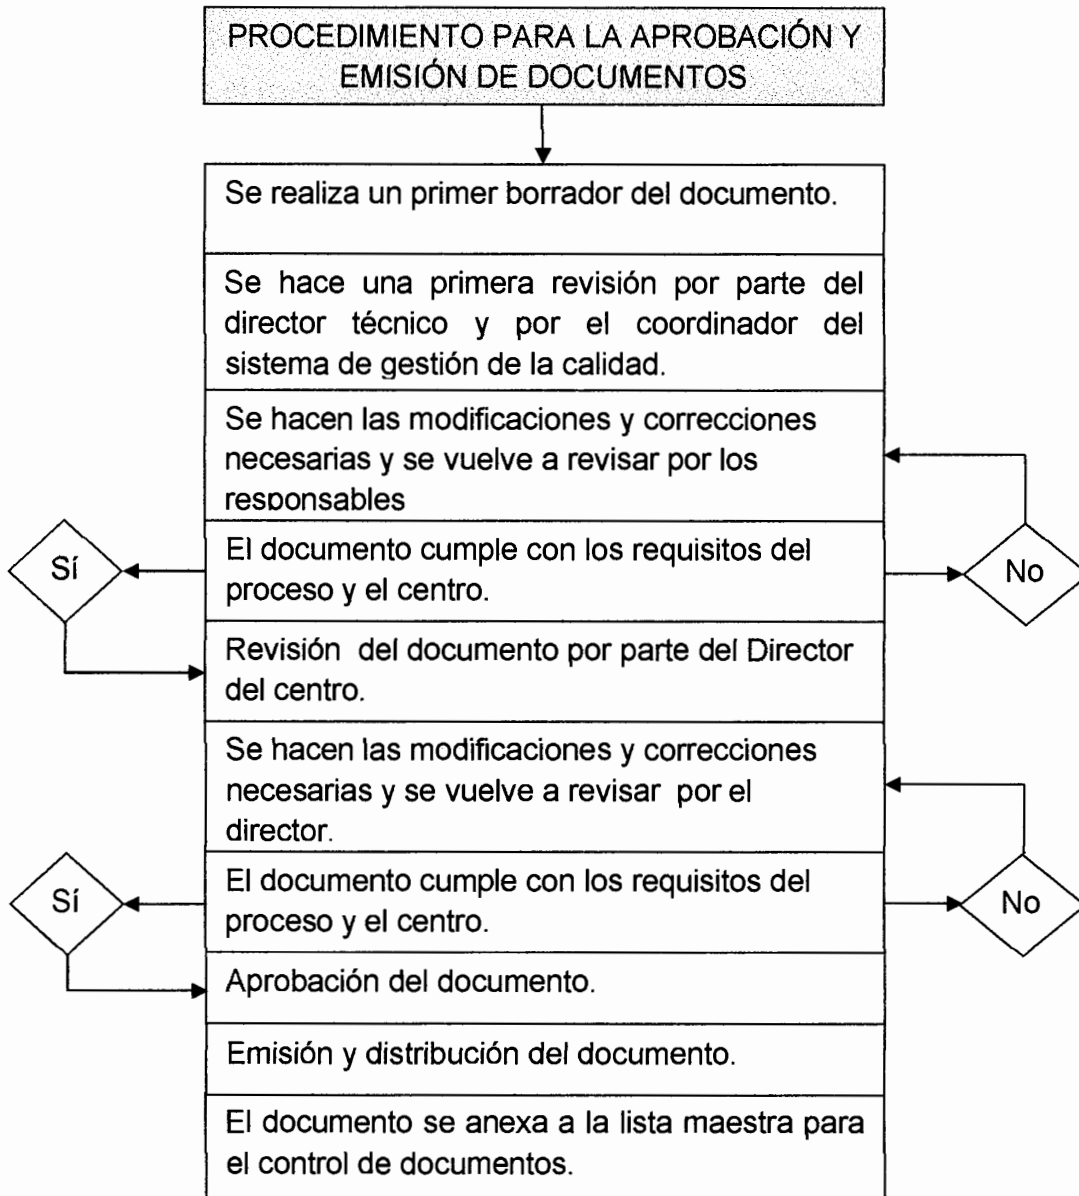 PROCEDIMIENTO PARA LA APROBACIÓN Y
EMISIÓN DE DOCUMENTOS
Se realiza un primer borrador del documento.
Se hace una primera revisión por parte del
director técnico y por el coordinador del
sistema de gestión de la calidad.
Se hacen las modificaciones y correcciones
necesarias y se vuelve a revisar por los
responsables
Sí
El documento cumple con los requisitos del
proceso y el centro.
No
Revisión del documento por parte del Director
del centro.
Se hacen las modificaciones y correcciones
necesarias y se vuelve a revisar por el
director.
Sí
El documento cumple con los requisitos del
proceso y el centro.
No
Aprobación del documento.
Emisión y distribución del documento.
El documento se anexa a la lista maestra para
el control de documentos.